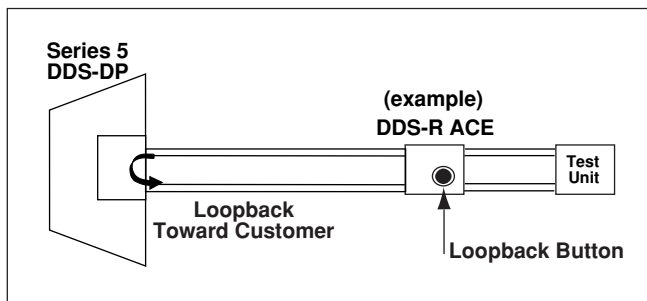 Series 5
DDS-DP
(example)
DDS-R ACE
Test
Unit
Loopback
Toward Customer
Loopback Button